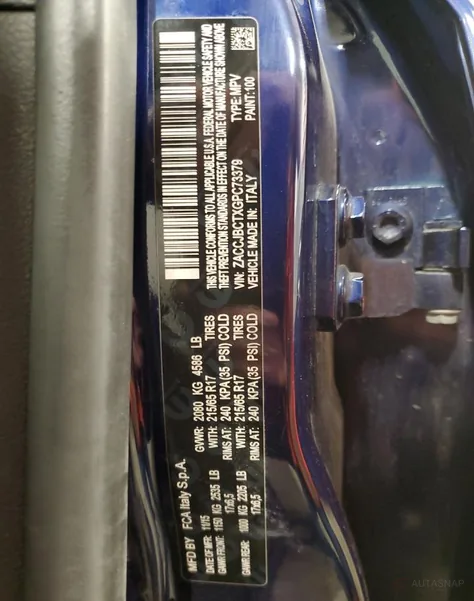 MFD BY FCA Italy S.p.A.
DATE OF MFR: 11/15 GVWR: 2080 KG 4586 LB
GAWR FRONT: 1150 KG 2535 LB WITH: 215/65 R17 TIRES
17x6,5 RIMS AT: 240 KPA(35 PSI) COLD
GAWR REAR: 1000 KG 2205 LB WITH: 215/65 R17 TIRES
17x6,5 RIMS AT: 240 KPA(35 PSI) COLD
THIS VEHICLE CONFORMS TO ALL APPLICABLE U.S.A. FEDERAL MOTOR VEHICLE SAFETY AND
THEFT PREVENTION STANDARDS IN EFFECT ON THE DATE OF MANUFACTURE SHOWN ABOVE
VIN: ZACCJBCTXGPC73379 TYPE: MPV
VEHICLE MADE IN: ITALY PAINT: 100
AUTASNAP